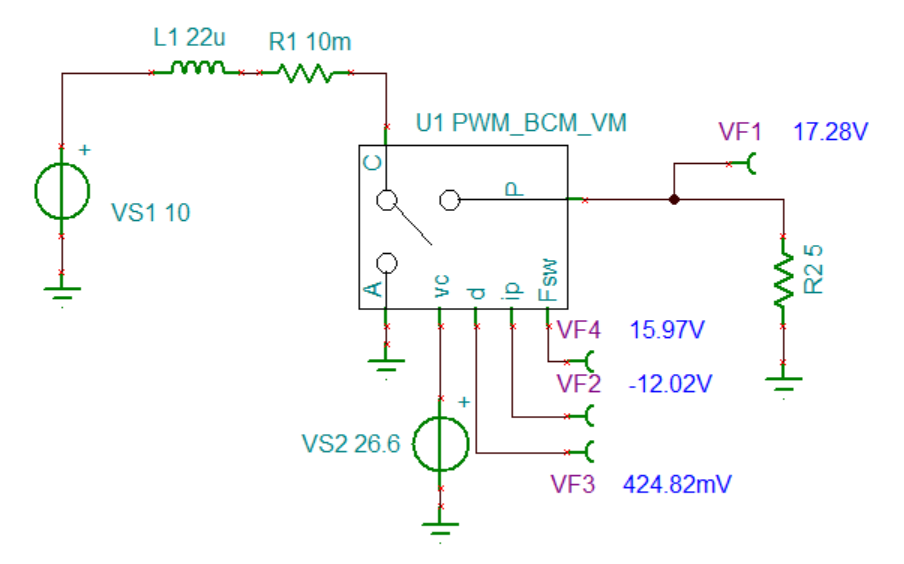 L1 22u
R1 10m
U1 PWM_BCM_VM
VF1 17.28V
C
P
+
VS1 10
R2 5
A
vc
d
ip
Fsw
VF4 15.97V
VF2 -12.02V
+
VS2 26.6
VF3 424.82mV